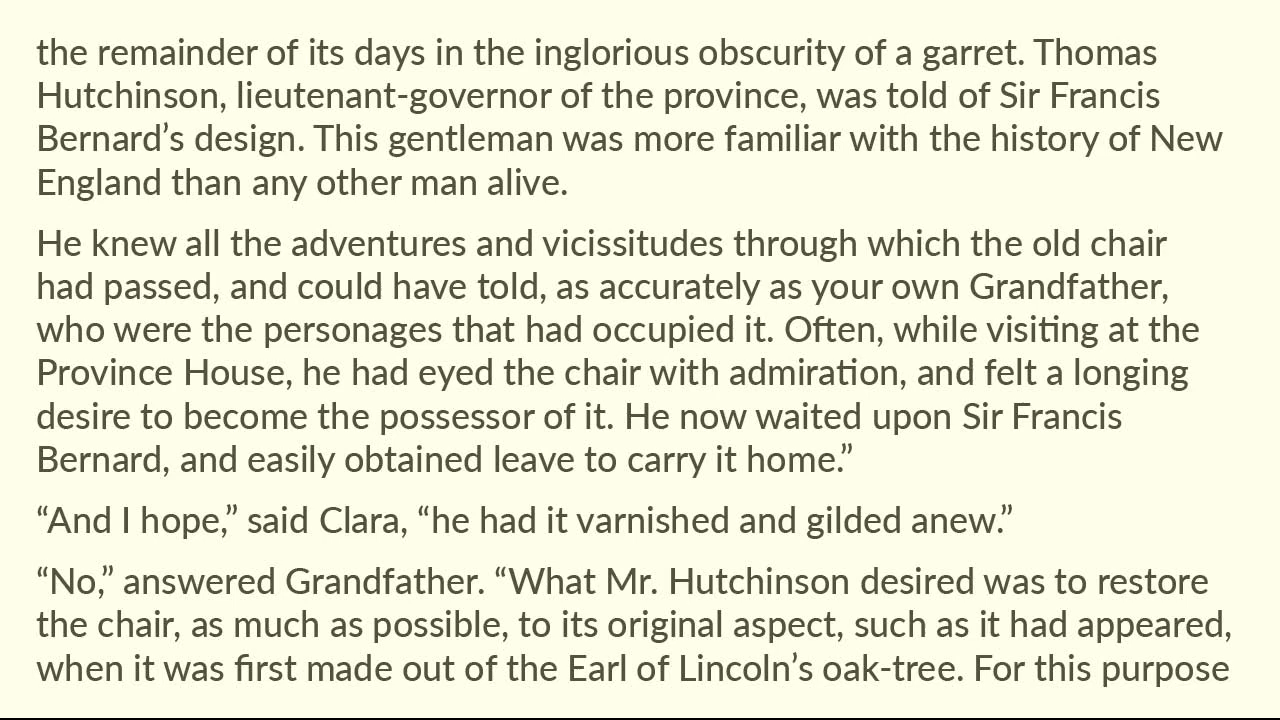 the remainder of its days in the inglorious obscurity of a garret. Thomas
Hutchinson, lieutenant-governor of the province, was told of Sir Francis
Bernard’s design. This gentleman was more familiar with the history of New
England than any other man alive.
He knew all the adventures and vicissitudes through which the old chair
had passed, and could have told, as accurately as your own Grandfather,
who were the personages that had occupied it. Often, while visiting at the
Province House, he had eyed the chair with admiration, and felt a longing
desire to become the possessor of it. He now waited upon Sir Francis
Bernard, and easily obtained leave to carry it home.”
“And I hope,” said Clara, “he had it varnished and gilded anew.”
“No,” answered Grandfather. “What Mr. Hutchinson desired was to restore
the chair, as much as possible, to its original aspect, such as it had appeared,
when it was first made out of the Earl of Lincoln’s oak-tree. For this purpose